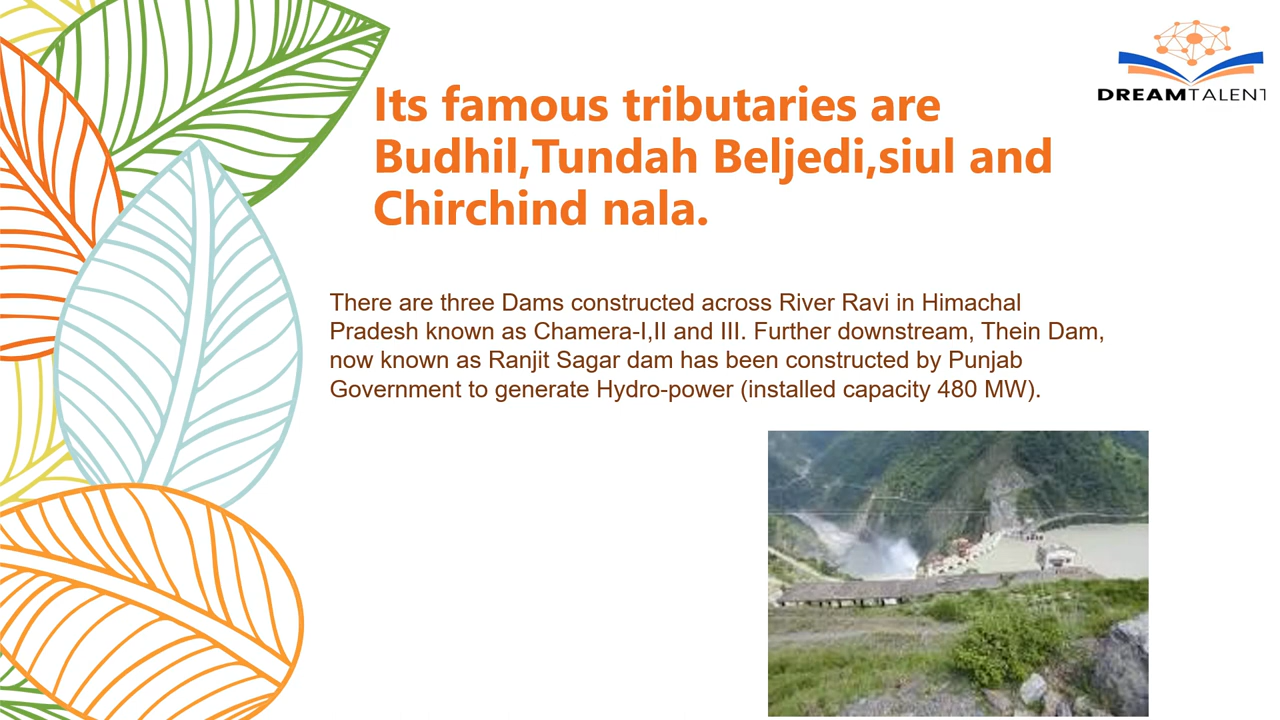 DREAMTALENT
Its famous tributaries are
Budhil,Tundah Beljedi,siul and
Chirchind nala.
There are three Dams constructed across River Ravi in Himachal
Pradesh known as Chamera-I,II and III. Further downstream, Thein Dam,
now known as Ranjit Sagar dam has been constructed by Punjab
Government to generate Hydro-power (installed capacity 480 MW).